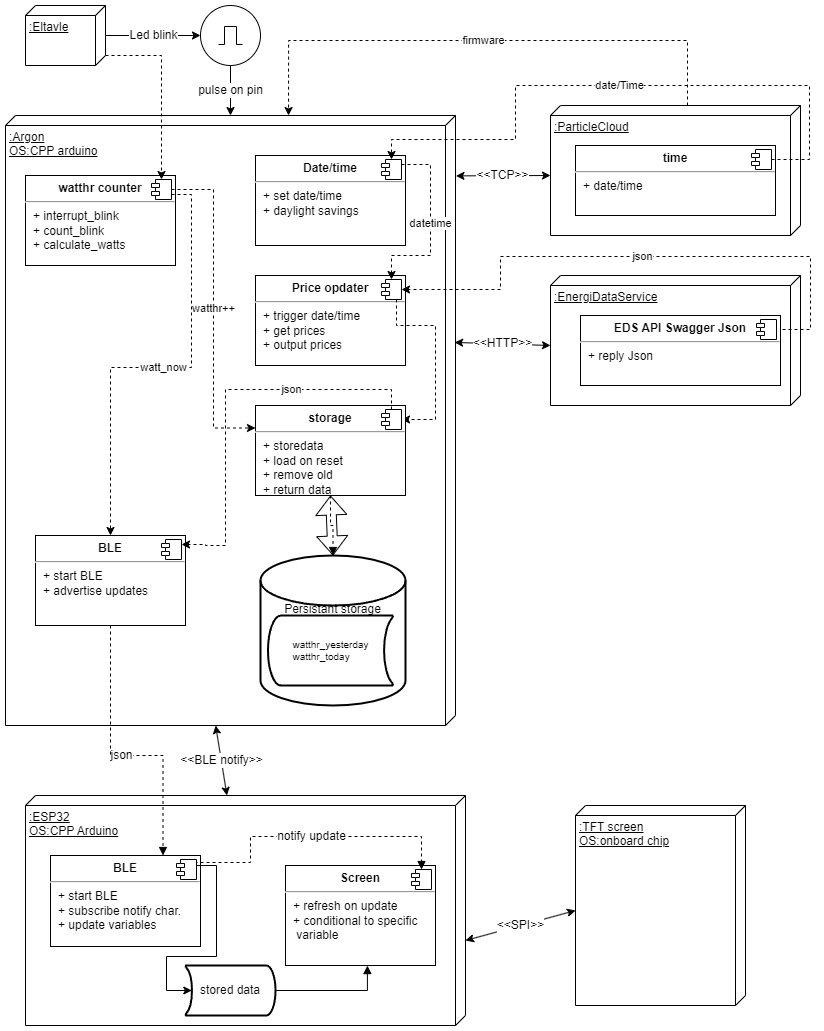 :Eltavle
Led blink
pulse on pin
firmware
date/Time
:Argon
OS:CPP arduino
watthr counter
+ interrupt_blink
+ count_blink
+ calculate_watts
Date/time
+ set date/time
+ daylight savings
<<TCP>>
:ParticleCloud
time
+ date/time
datetime
json
Price opdater
+ trigger date/time
+ get prices
+ output prices
watthr++
<<HTTP>>
:EnergiDataService
EDS API Swagger Json
+ reply Json
watt_now
json
storage
+ storedata
+ load on reset
+ remove old
+ return data
BLE
+ start BLE
+ advertise updates
Persistant storage
watthr_yesterday
watthr_today
json
<<BLE notify>>
:ESP32
OS:CPP Arduino
notify update
BLE
+ start BLE
+ subscribe notify char.
+ update variables
Screen
+ refresh on update
+ conditional to specific
variable
stored data
<<SPI>>
:TFT screen
OS:onboard chip